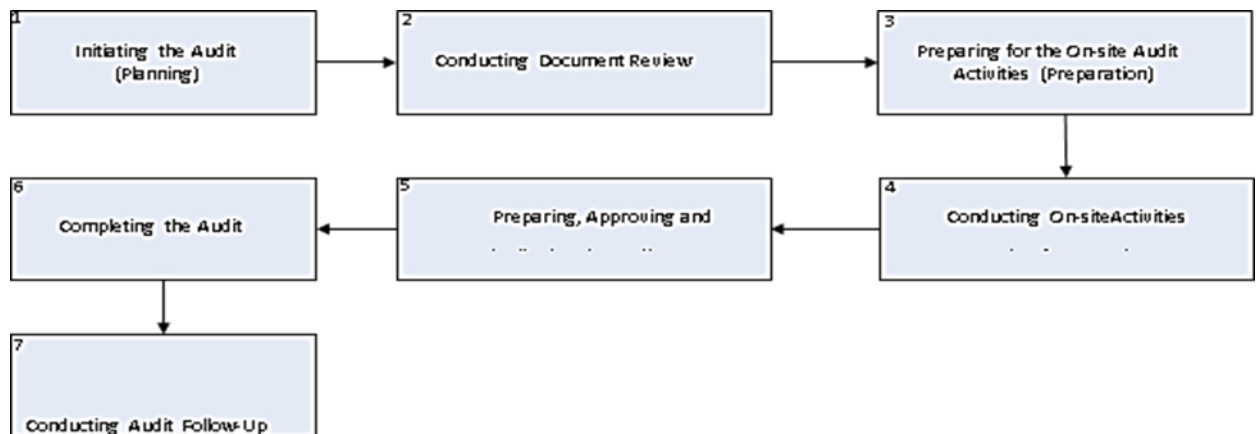 1
Initiating the Audit
(Planning)
2
Conducting Document Review
3
Preparing for the On-site Audit
Activities (Preparation)
6
Completing the Audit
5
Preparing, Approving and
4
Conducting On-siteActivities
7
Conducting Audit Follow-Up